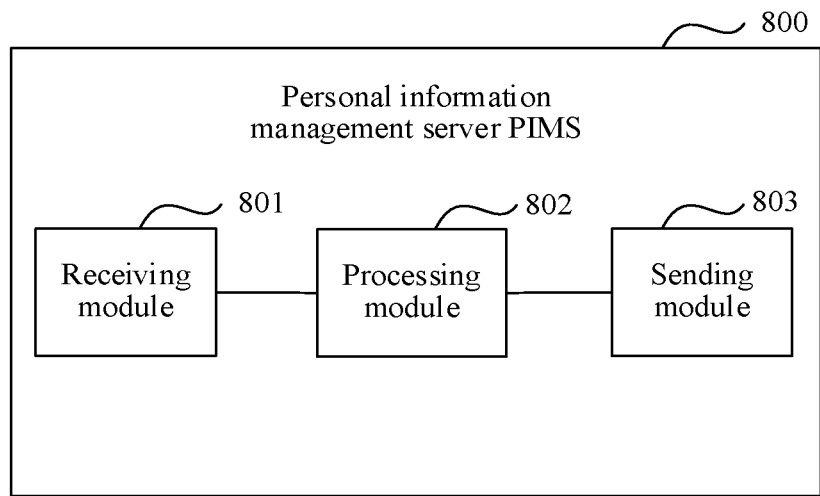 800
Personal information
management server PIMS
801
802
803
Receiving
module
Processing
module
Sending
module